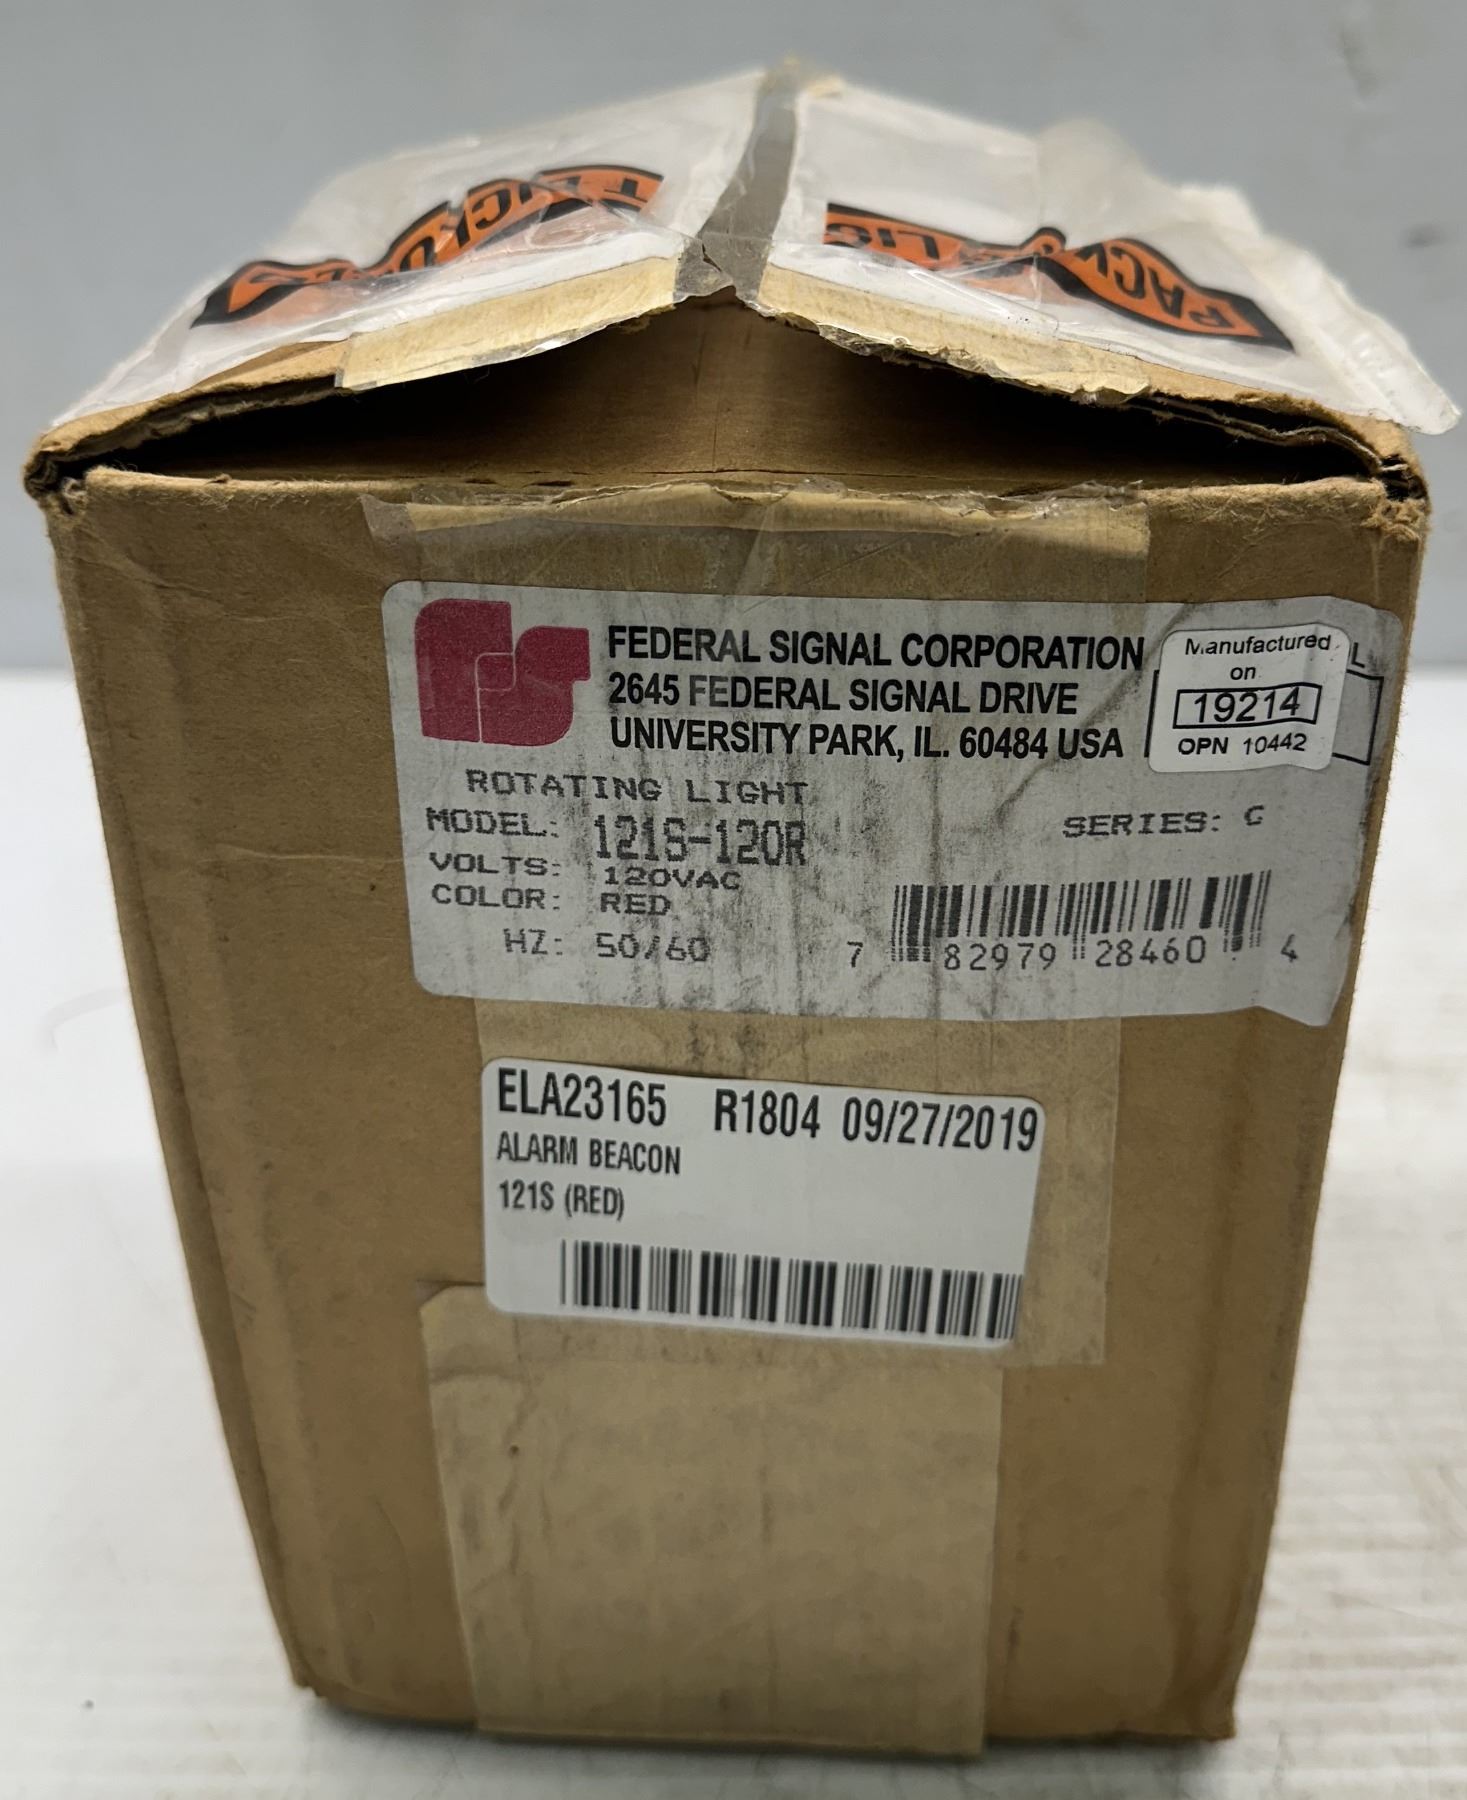 FEDERAL SIGNAL CORPORATION
2645 FEDERAL SIGNAL DRIVE
UNIVERSITY PARK, IL. 60484 USA
Manufactured
on
19214
OPN 10442
L
ROTATING LIGHT
MODEL: 121S-120R
SERIES: G
VOLTS: 120VAC
COLOR: RED
HZ: 50/60
7 82979 28460 4
ELA23165 R1804 09/27/2019
ALARM BEACON
121S (RED)